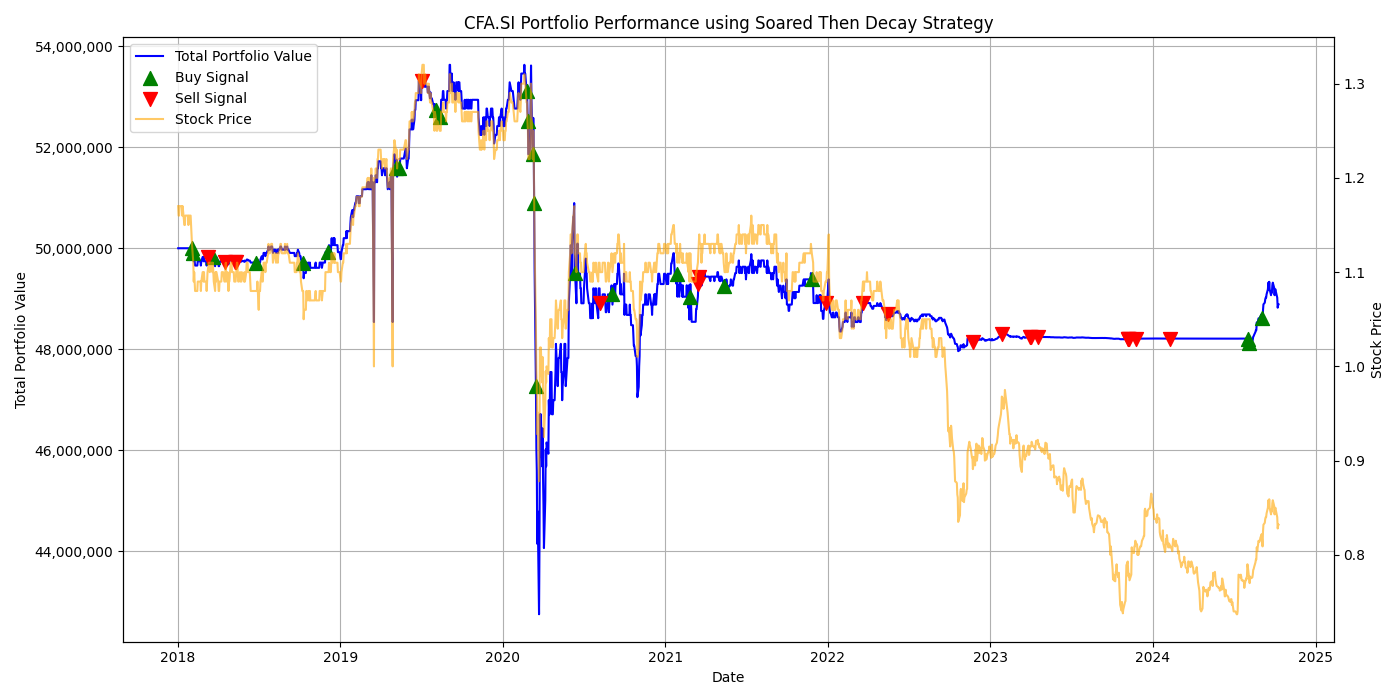 CFA.SI Portfolio Performance using Soared Then Decay Strategy
Total Portfolio Value
Buy Signal
Sell Signal
Stock Price
54,000,000
52,000,000
50,000,000
48,000,000
46,000,000
44,000,000
Total Portfolio Value
1.3
1.2
1.1
1.0
0.9
0.8
Stock Price
2018 2019 2020 2021 2022 2023 2024 2025
Date